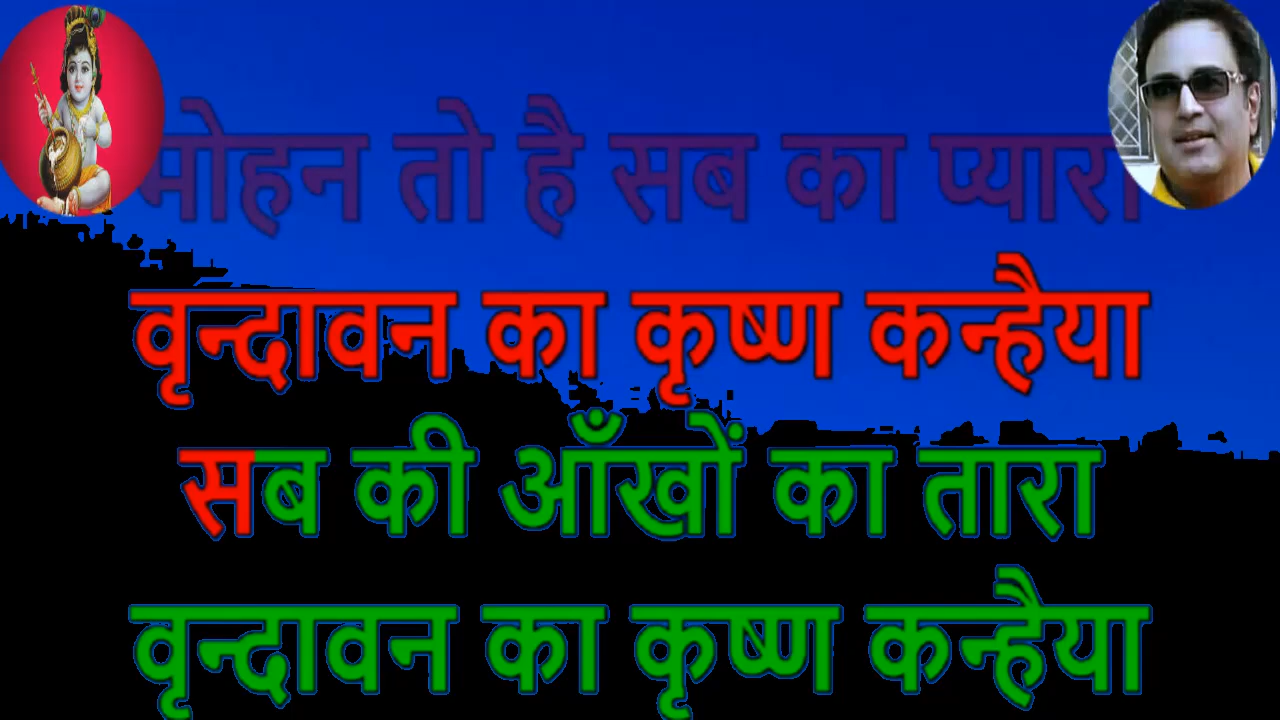 मोहन तो है सब का प्यारा
वृन्दावन का कृष्ण कन्हैया
सब की आँखों का तारा
वृन्दावन का कृष्ण कन्हैया